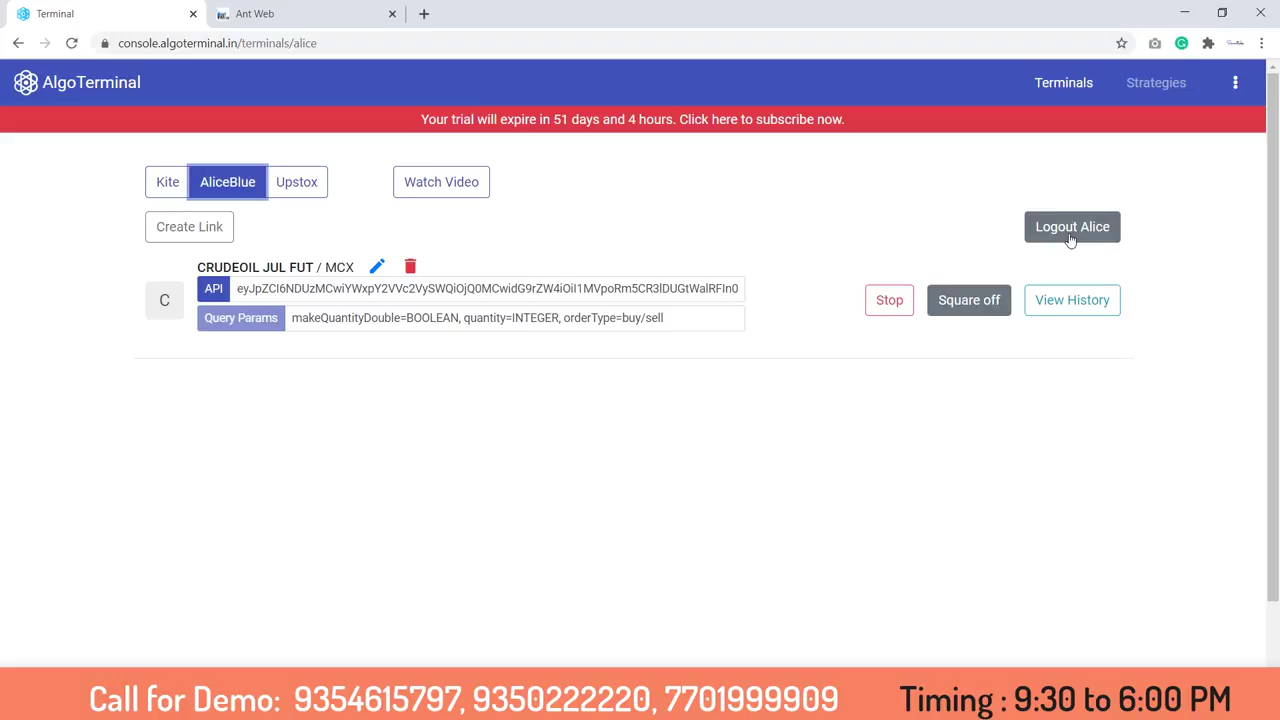 Terminal
Ant Web
console.algoterminal.in/terminals/alice
AlgoTerminal
Terminals
Strategies
Your trial will expire in 51 days and 4 hours. Click here to subscribe now.
Kite
AliceBlue
Upstox
Watch Video
Create Link
Logout Alice
CRUDEOIL JUL FUT / MCX
C
API
eyJpZCI6NDUzMCwiYWxpY2VVc2VySWQiOjQ0MCwidG9rZW4iOiI1MVpoRm5CR3lDUGtWalRFIn0
Stop
Square off
View History
Query Params
makeQuantityDouble=BOOLEAN, quantity=INTEGER, orderType=buy/sell
Call for Demo: 9354615797, 9350222220, 7701999909
Timing : 9:30 to 6:00 PM